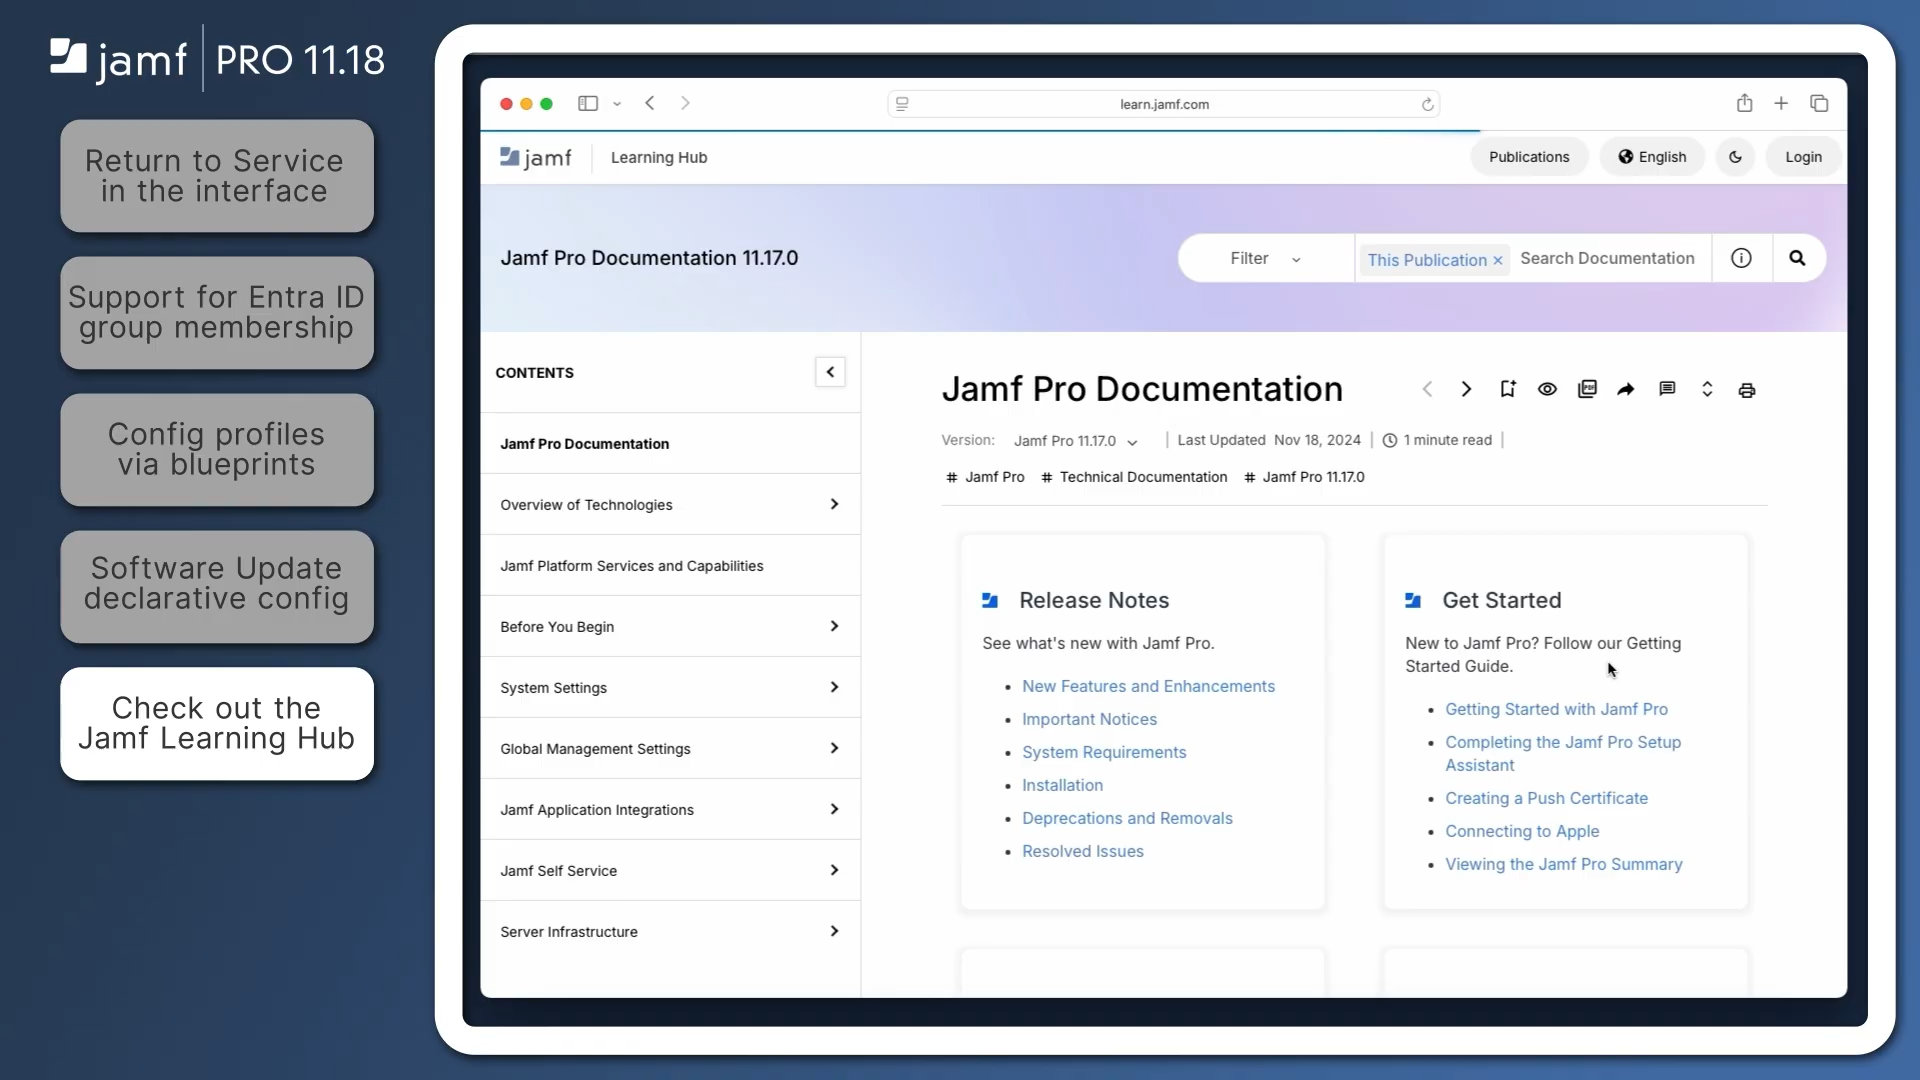 jamf PRO 11.18
Return to Service
in the interface
Support for Entra ID
group membership
Config profiles
via blueprints
Software Update
declarative config
Check out the
Jamf Learning Hub
learn.jamf.com
jamf Learning Hub Publications English Login
Jamf Pro Documentation 11.17.0
Filter This Publication × Search Documentation
CONTENTS
Jamf Pro Documentation
Overview of Technologies
Jamf Platform Services and Capabilities
Before You Begin
System Settings
Global Management Settings
Jamf Application Integrations
Jamf Self Service
Server Infrastructure
Jamf Pro Documentation
PDF
Version: Jamf Pro 11.17.0 | Last Updated Nov 18, 2024 | 1 minute read |
# Jamf Pro # Technical Documentation # Jamf Pro 11.17.0
Release Notes
See what's new with Jamf Pro.
• New Features and Enhancements
• Important Notices
• System Requirements
• Installation
• Deprecations and Removals
• Resolved Issues
Get Started
New to Jamf Pro? Follow our Getting
Started Guide.
• Getting Started with Jamf Pro
• Completing the Jamf Pro Setup
Assistant
• Creating a Push Certificate
• Connecting to Apple
• Viewing the Jamf Pro Summary